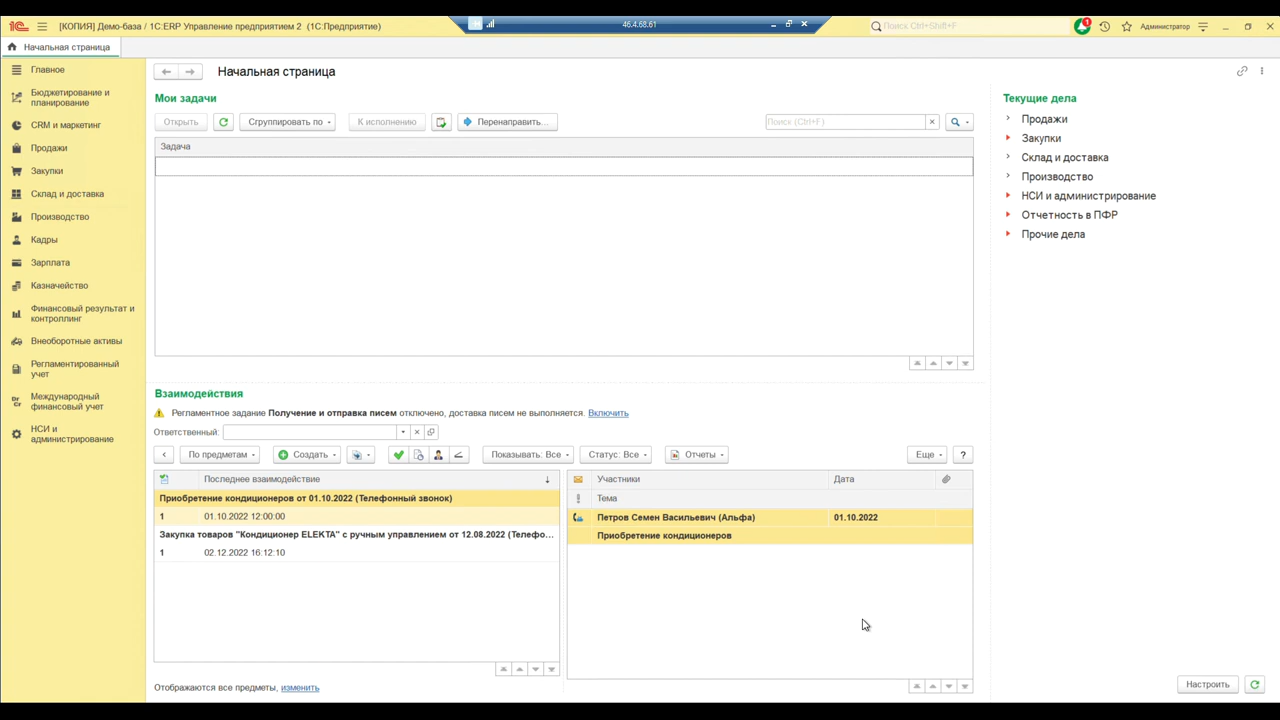 [КОПИЯ] Демо-база / 1С:ERP Управление предприятием 2 (1С:Предприятие)
46.4.68.61
Поиск Ctrl+Shift+F
1
Администратор
Начальная страница
Главное
Бюджетирование и
планирование
CRM и маркетинг
Продажи
Закупки
Склад и доставка
Производство
Кадры
Зарплата
Казначейство
Финансовый результат и
контроллинг
Внеоборотные активы
Регламентированный
учет
Международный
финансовый учет
НСИ и
администрирование
Начальная страница
Мои задачи
Открыть
Сгруппировать по
К исполнению
Перенаправить...
Поиск (Ctrl+F)
Задача
Взаимодействия
Регламентное задание Получение и отправка писем отключено, доставка писем не выполняется. Включить
Ответственный:
По предметам
Создать
Показывать: Все
Статус: Все
Отчеты
Еще
?
Последнее взаимодействие
Приобретение кондиционеров от 01.10.2022 (Телефонный звонок)
1 01.10.2022 12:00:00
Закупка товаров "Кондиционер ELEKTA" с ручным управлением от 12.08.2022 (Телефо...
1 02.12.2022 16:12:10
Отображаются все предметы, изменить
Участники Дата
Тема
Петров Семен Васильевич (Альфа) 01.10.2022
Приобретение кондиционеров
Текущие дела
Продажи
Закупки
Склад и доставка
Производство
НСИ и администрирование
Отчетность в ПФР
Прочие дела
Настроить